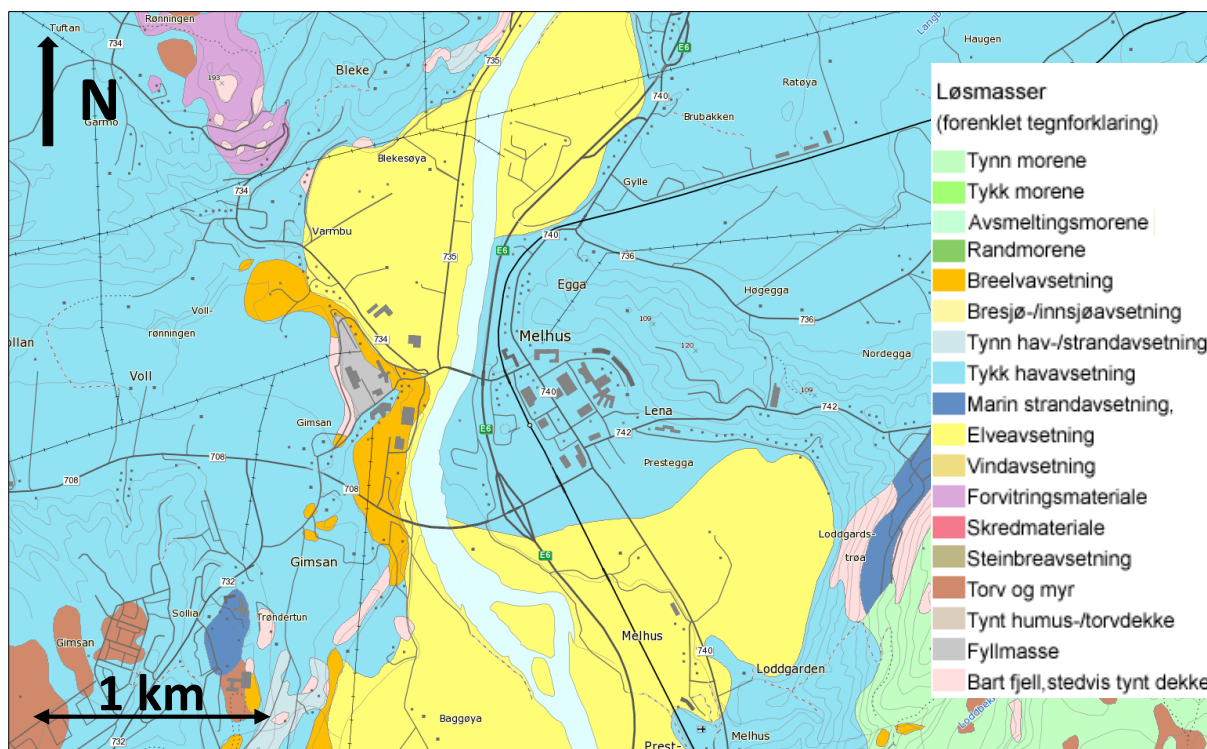 Tuftan
Rønningen
734
193
Garmo
N
Bleke
735
E6
740
Langb
Haugen
Ratøya
Brubakken
Blekesøya
734
Gylle
Varmbu
735
E6
740
736
Egga
Høgegga
736
Voll-
rønningen
ollan
Voll
109
120
Nordegga
109
Melhus
734
740
Gimsan
E6
Lena
742
742
708
708
708
Prestegga
Loddgards-
trøa
E6
Gimsan
732
Sollia
Trøndertun
Gimsan
Melhus
740
Loddgarden
1 km
732
Baggøya
Prest-
Melhus
Loddbekk
Løsmasser
(forenklet tegnforklaring)
Tynn morene
Tykk morene
Avsmeltingsmorene
Randmorene
Breelvavsetning
Bresjø-/innsjøavsetning
Tynn hav-/strandavsetning
Tykk havavsetning
Marin strandavsetning,
Elveavsetning
Vindavsetning
Forvitringsmateriale
Skredmateriale
Steinbreavsetning
Torv og myr
Tynt humus-/torvdekke
Fyllmasse
Bart fjell,stedvis tynt dekke